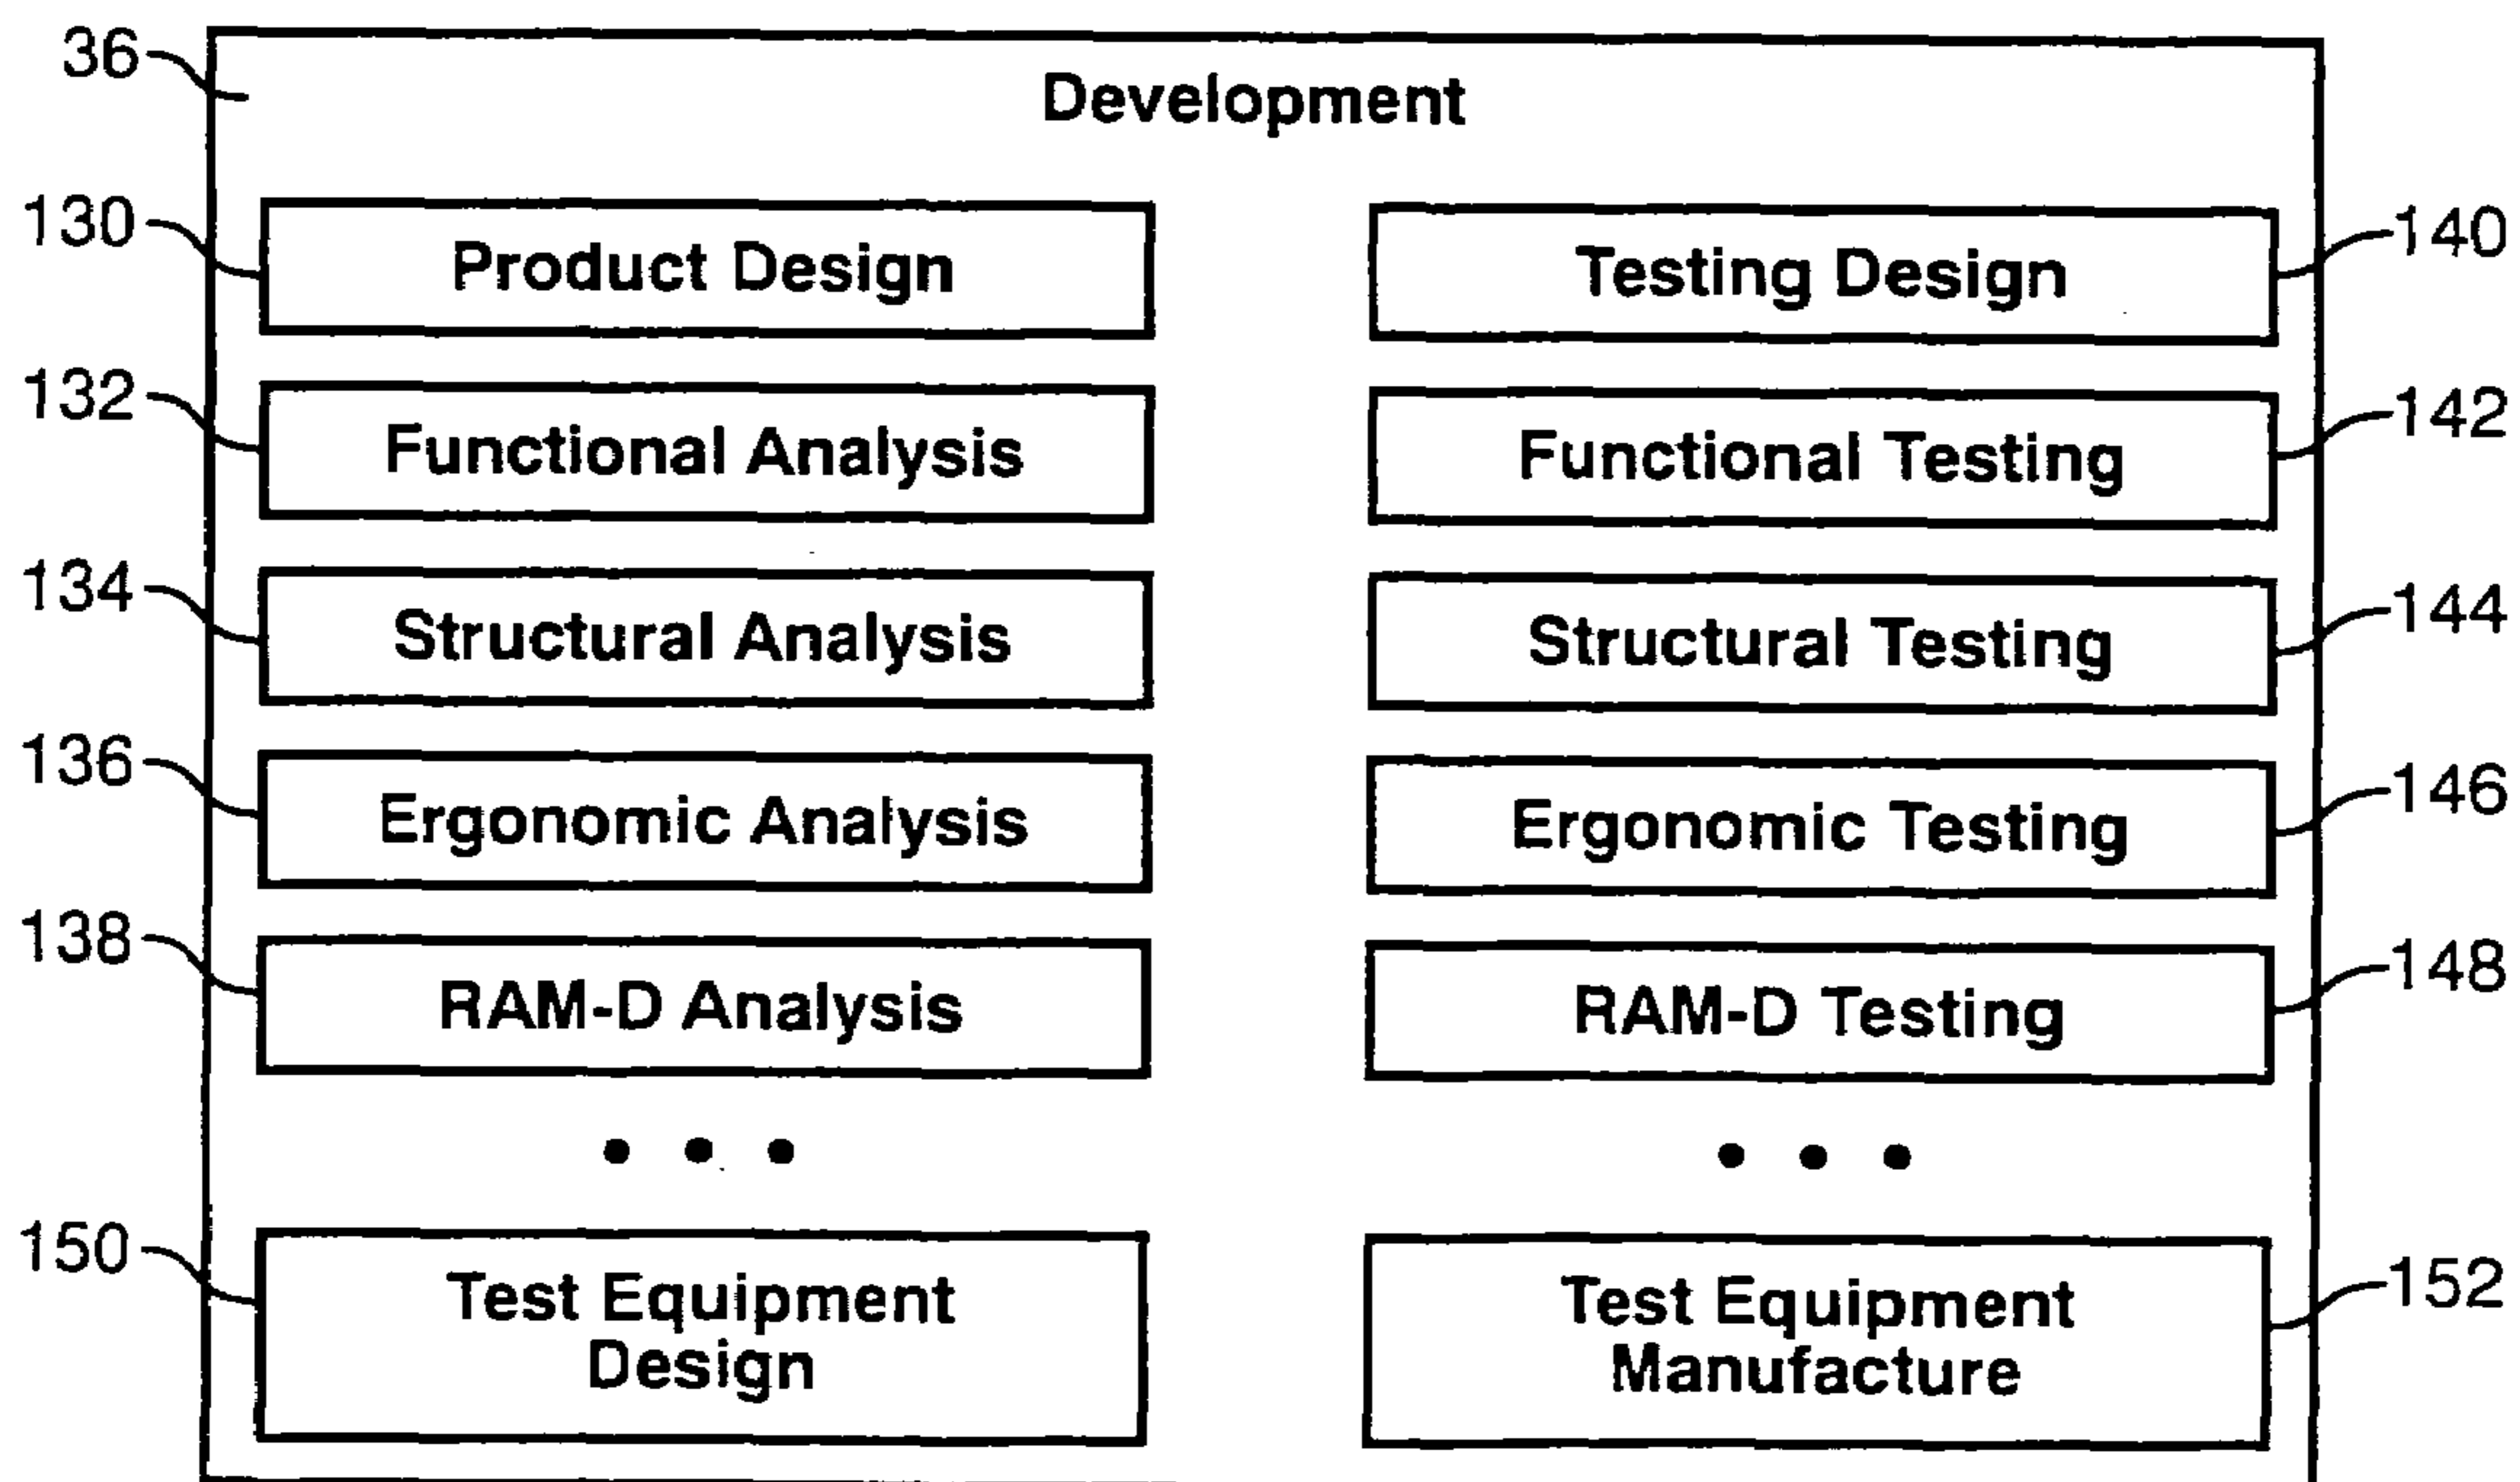 36
Development
130
Product Design
Testing Design
140
132
Functional Analysis
Functional Testing
142
134
Structural Analysis
Structural Testing
144
136
Ergonomic Analysis
Ergonomic Testing
146
138
RAM-D Analysis
RAM-D Testing
148
• • •
• • •
150
Test Equipment
Design
Test Equipment
Manufacture
152